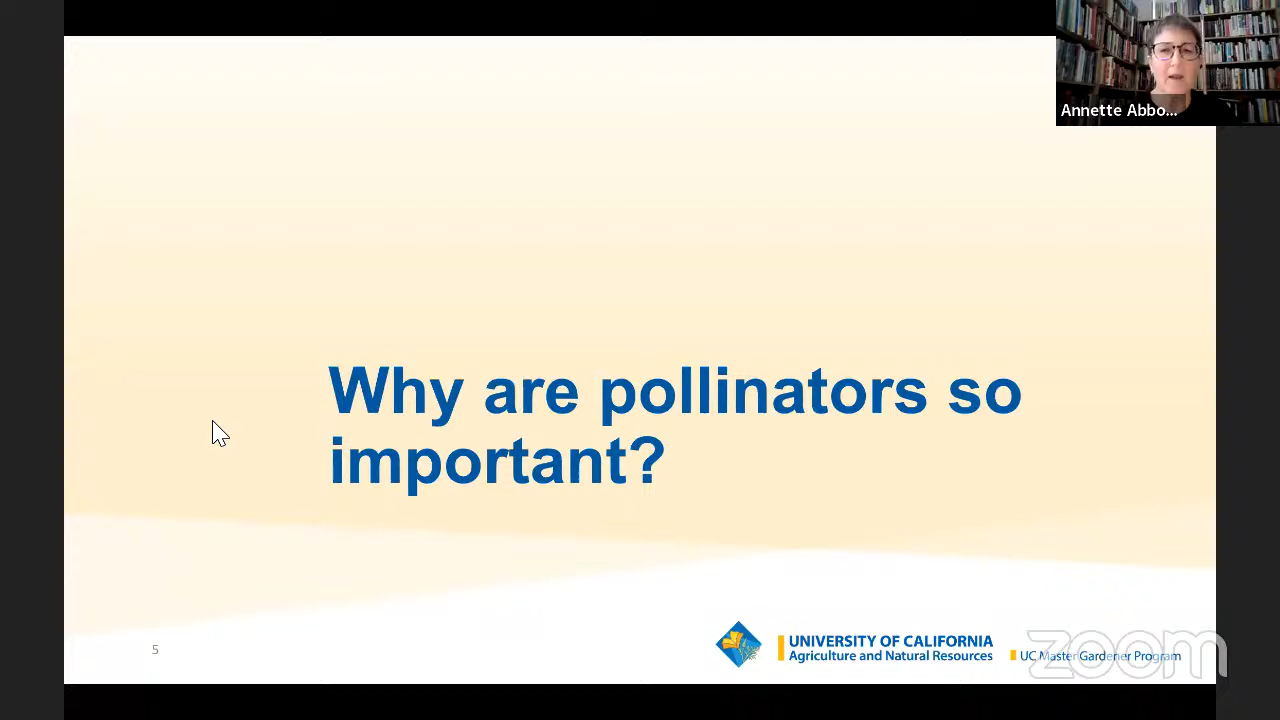 Annette Abbo...
Why are pollinators so
important?
5
UNIVERSITY OF CALIFORNIA
Agriculture and Natural Resources
UC Master Gardener Program
zoom